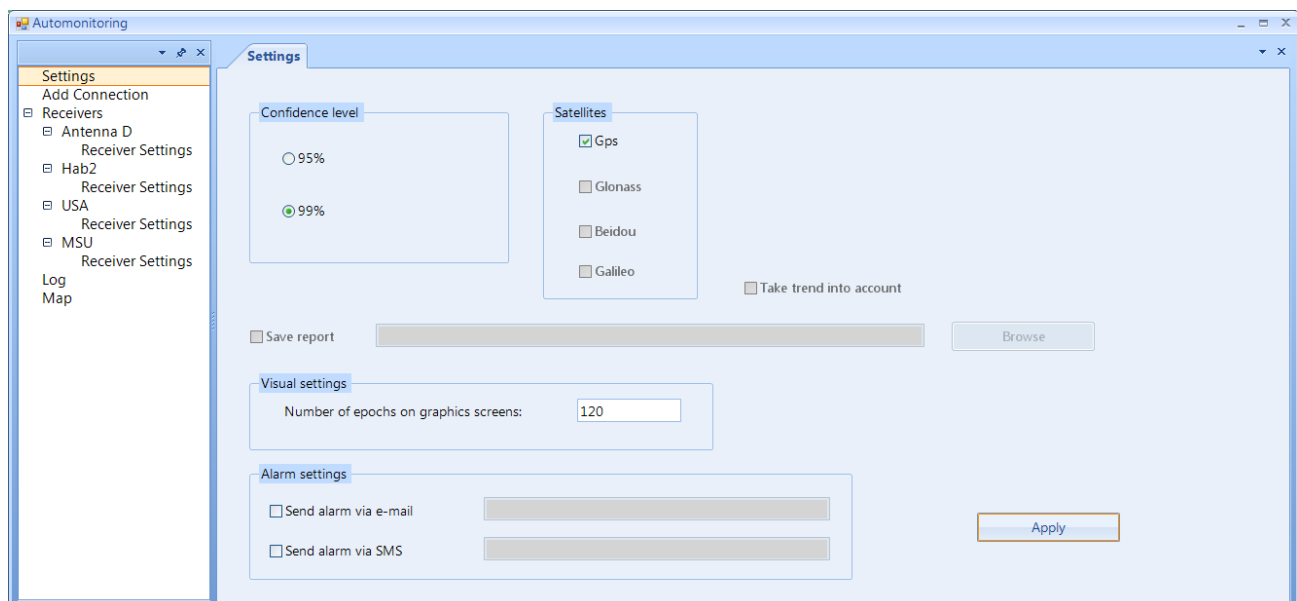 Automonitoring
Settings
Add Connection
Receivers
Antenna D
Receiver Settings
Hab2
Receiver Settings
USA
Receiver Settings
MSU
Receiver Settings
Log
Map
Settings
Confidence level
95%
99%
Satellites
Gps
Glonass
Beidou
Galileo
Take trend into account
Save report
Browse
Visual settings
Number of epochs on graphics screens: 120
Alarm settings
Send alarm via e-mail
Send alarm via SMS
Apply